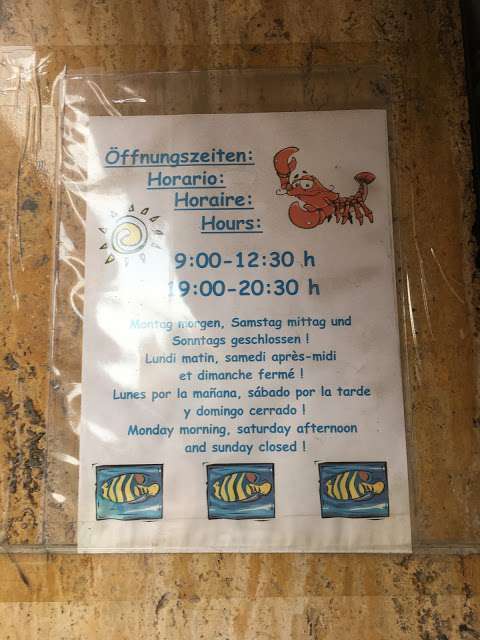 Öffnungszeiten:
Horario:
Horaire:
Hours:
9:00-12:30 h
19:00-20:30 h
Montag morgen, Samstag mittag und
Sonntags geschlossen !
Lundi matin, samedi après-midi
et dimanche fermé !
Lunes por la mañana, sábado por la tarde
y domingo cerrado !
Monday morning, saturday afternoon
and sunday closed !